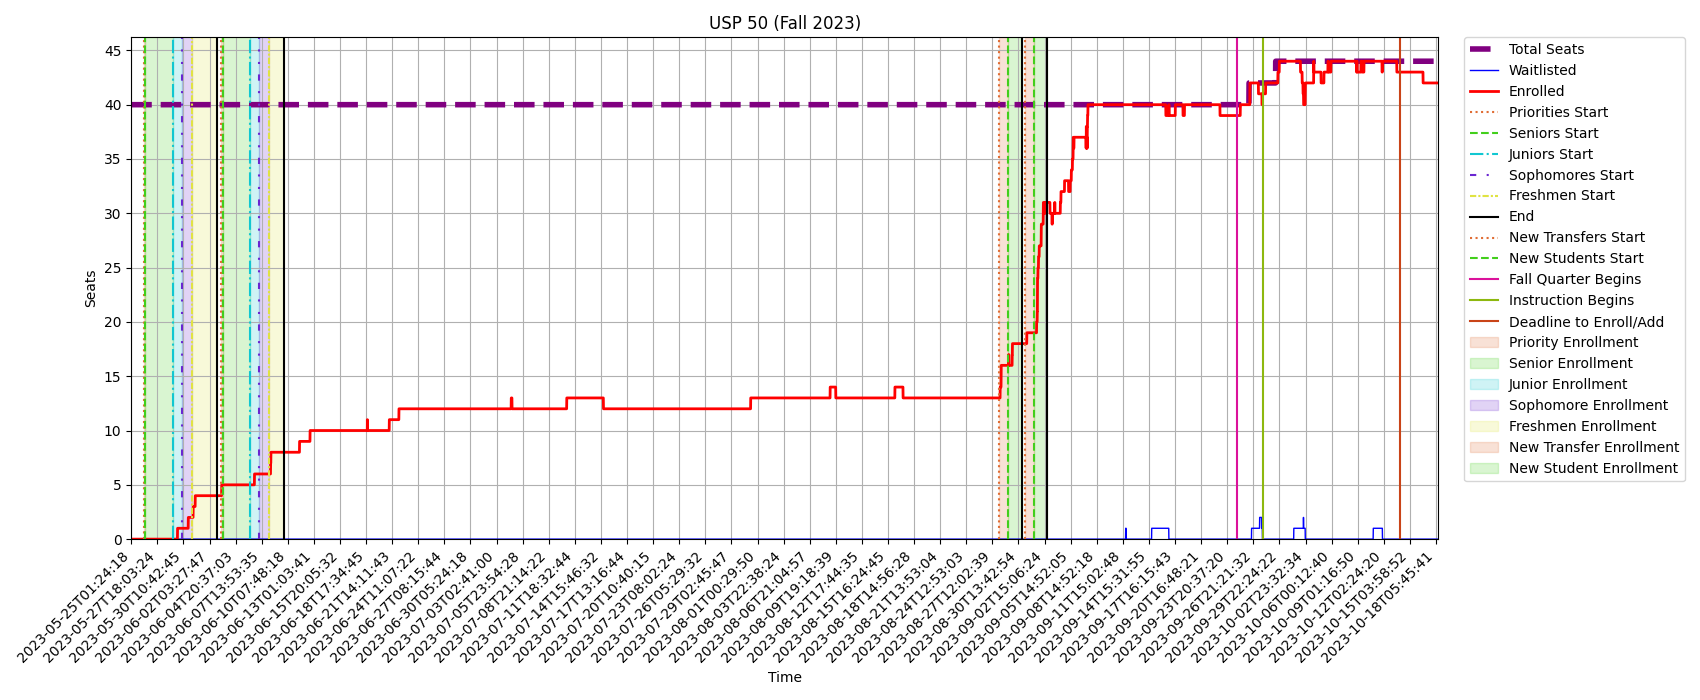 USP 50 (Fall 2023)
Seats
45
40
35
30
25
20
15
10
5
0
2023-05-25T01:24:18
2023-05-27T18:03:24
2023-05-30T10:42:45
2023-06-02T03:27:47
2023-06-04T20:37:03
2023-06-07T13:53:35
2023-06-10T07:48:19
2023-06-13T01:03:41
2023-06-15T20:05:32
2023-06-18T17:34:45
2023-06-21T14:11:43
2023-06-24T11:07:22
2023-06-27T08:15:44
2023-06-30T05:24:18
2023-07-03T02:41:00
2023-07-05T23:54:28
2023-07-08T21:14:22
2023-07-11T18:32:44
2023-07-14T15:46:32
2023-07-17T13:16:44
2023-07-20T10:40:15
2023-07-23T08:02:24
2023-07-26T05:29:32
2023-07-29T02:45:47
2023-08-01T00:29:50
2023-08-03T22:38:24
2023-08-06T21:04:57
2023-08-09T19:18:39
2023-08-12T17:44:35
2023-08-15T16:24:45
2023-08-18T14:56:28
2023-08-21T13:53:04
2023-08-24T12:53:03
2023-08-27T12:02:39
2023-08-30T13:42:54
2023-09-02T15:06:24
2023-09-05T14:52:05
2023-09-08T14:52:18
2023-09-11T15:02:48
2023-09-14T15:31:55
2023-09-17T16:15:43
2023-09-20T16:48:21
2023-09-23T20:37:20
2023-09-26T21:21:32
2023-09-29T22:24:22
2023-10-02T23:32:34
2023-10-06T00:12:40
2023-10-09T01:16:50
2023-10-12T02:24:20
2023-10-15T03:58:52
2023-10-18T05:45:41
Time
Total Seats
Waitlisted
Enrolled
Priorities Start
Seniors Start
Juniors Start
Sophomores Start
Freshmen Start
End
New Transfers Start
New Students Start
Fall Quarter Begins
Instruction Begins
Deadline to Enroll/Add
Priority Enrollment
Senior Enrollment
Junior Enrollment
Sophomore Enrollment
Freshmen Enrollment
New Transfer Enrollment
New Student Enrollment